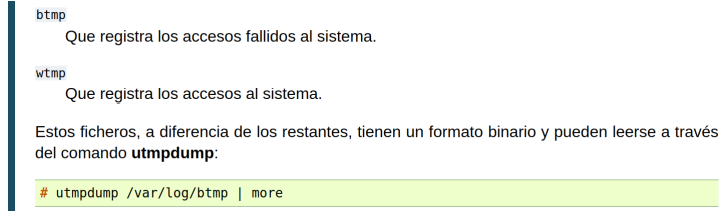 btmp
Que registra los accesos fallidos al sistema.
wtmp
Que registra los accesos al sistema.
Estos ficheros, a diferencia de los restantes, tienen un formato binario y pueden leerse a través
del comando utmpdump:
# utmpdump /var/log/btmp | more